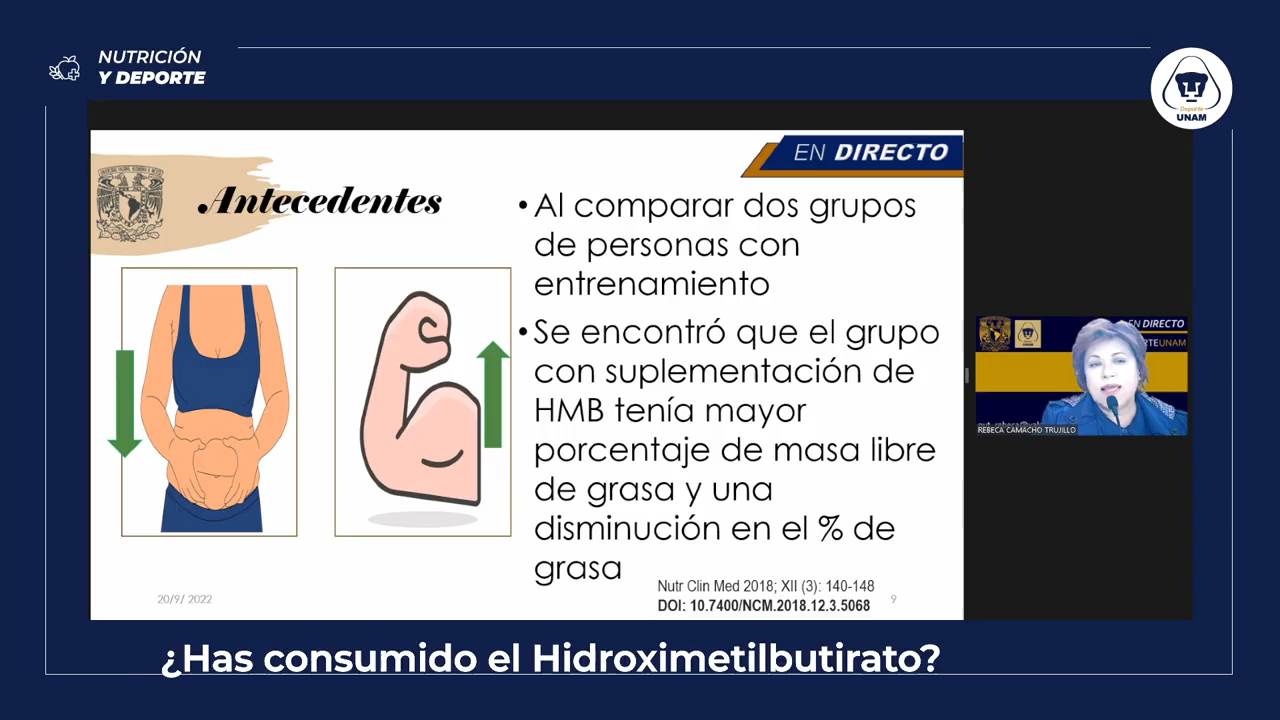 NUTRICIÓN
Y DEPORTE
Deporte
UNAM
EN DIRECTO
Antecedentes
• Al comparar dos grupos
de personas con
entrenamiento
• Se encontró que el grupo
con suplementación de
HMB tenía mayor
porcentaje de masa libre
de grasa y una
disminución en el % de
grasa
Nutr Clin Med 2018; XII (3): 140-148
DOI: 10.7400/NCM.2018.12.3.5068
20/9/ 2022
9
EN DIRECTO
RTEUNAM
REBECA CAMACHO TRUJILLO
¿Has consumido el Hidroximetilbutirato?